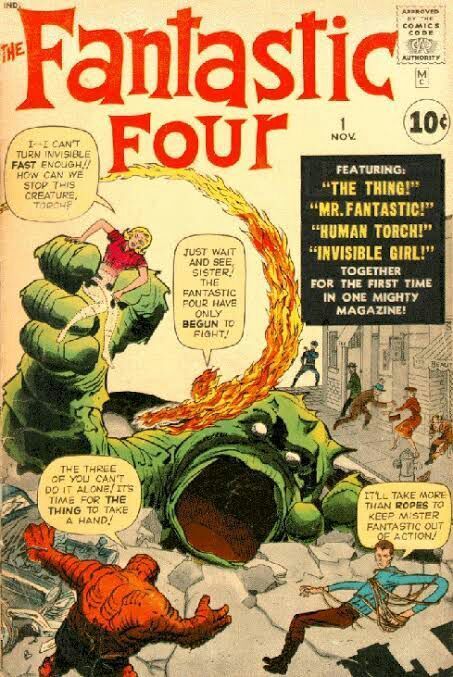 IND.
THE
FANTASTIC
FOUR
APPROVED
BY THE
COMICS
CODE
AUTHORITY
M
C
1
NOV.
10¢
I--I CAN'T
TURN INVISIBLE
FAST ENOUGH!!
HOW CAN WE
STOP THIS
CREATURE,
TORCH?
JUST WAIT
AND SEE,
SISTER!
THE
FANTASTIC
FOUR HAVE
ONLY
BEGUN TO
FIGHT!
FEATURING:
"THE THING!"
"MR. FANTASTIC!"
"HUMAN TORCH!"
"INVISIBLE GIRL!"
TOGETHER
FOR THE FIRST TIME
IN ONE MIGHTY
MAGAZINE!
THE THREE
OF YOU CAN'T
DO IT ALONE! IT'S
TIME FOR THE
THING TO TAKE
A HAND!
IT'LL TAKE MORE
THAN ROPES TO
KEEP MISTER
FANTASTIC OUT
OF ACTION!